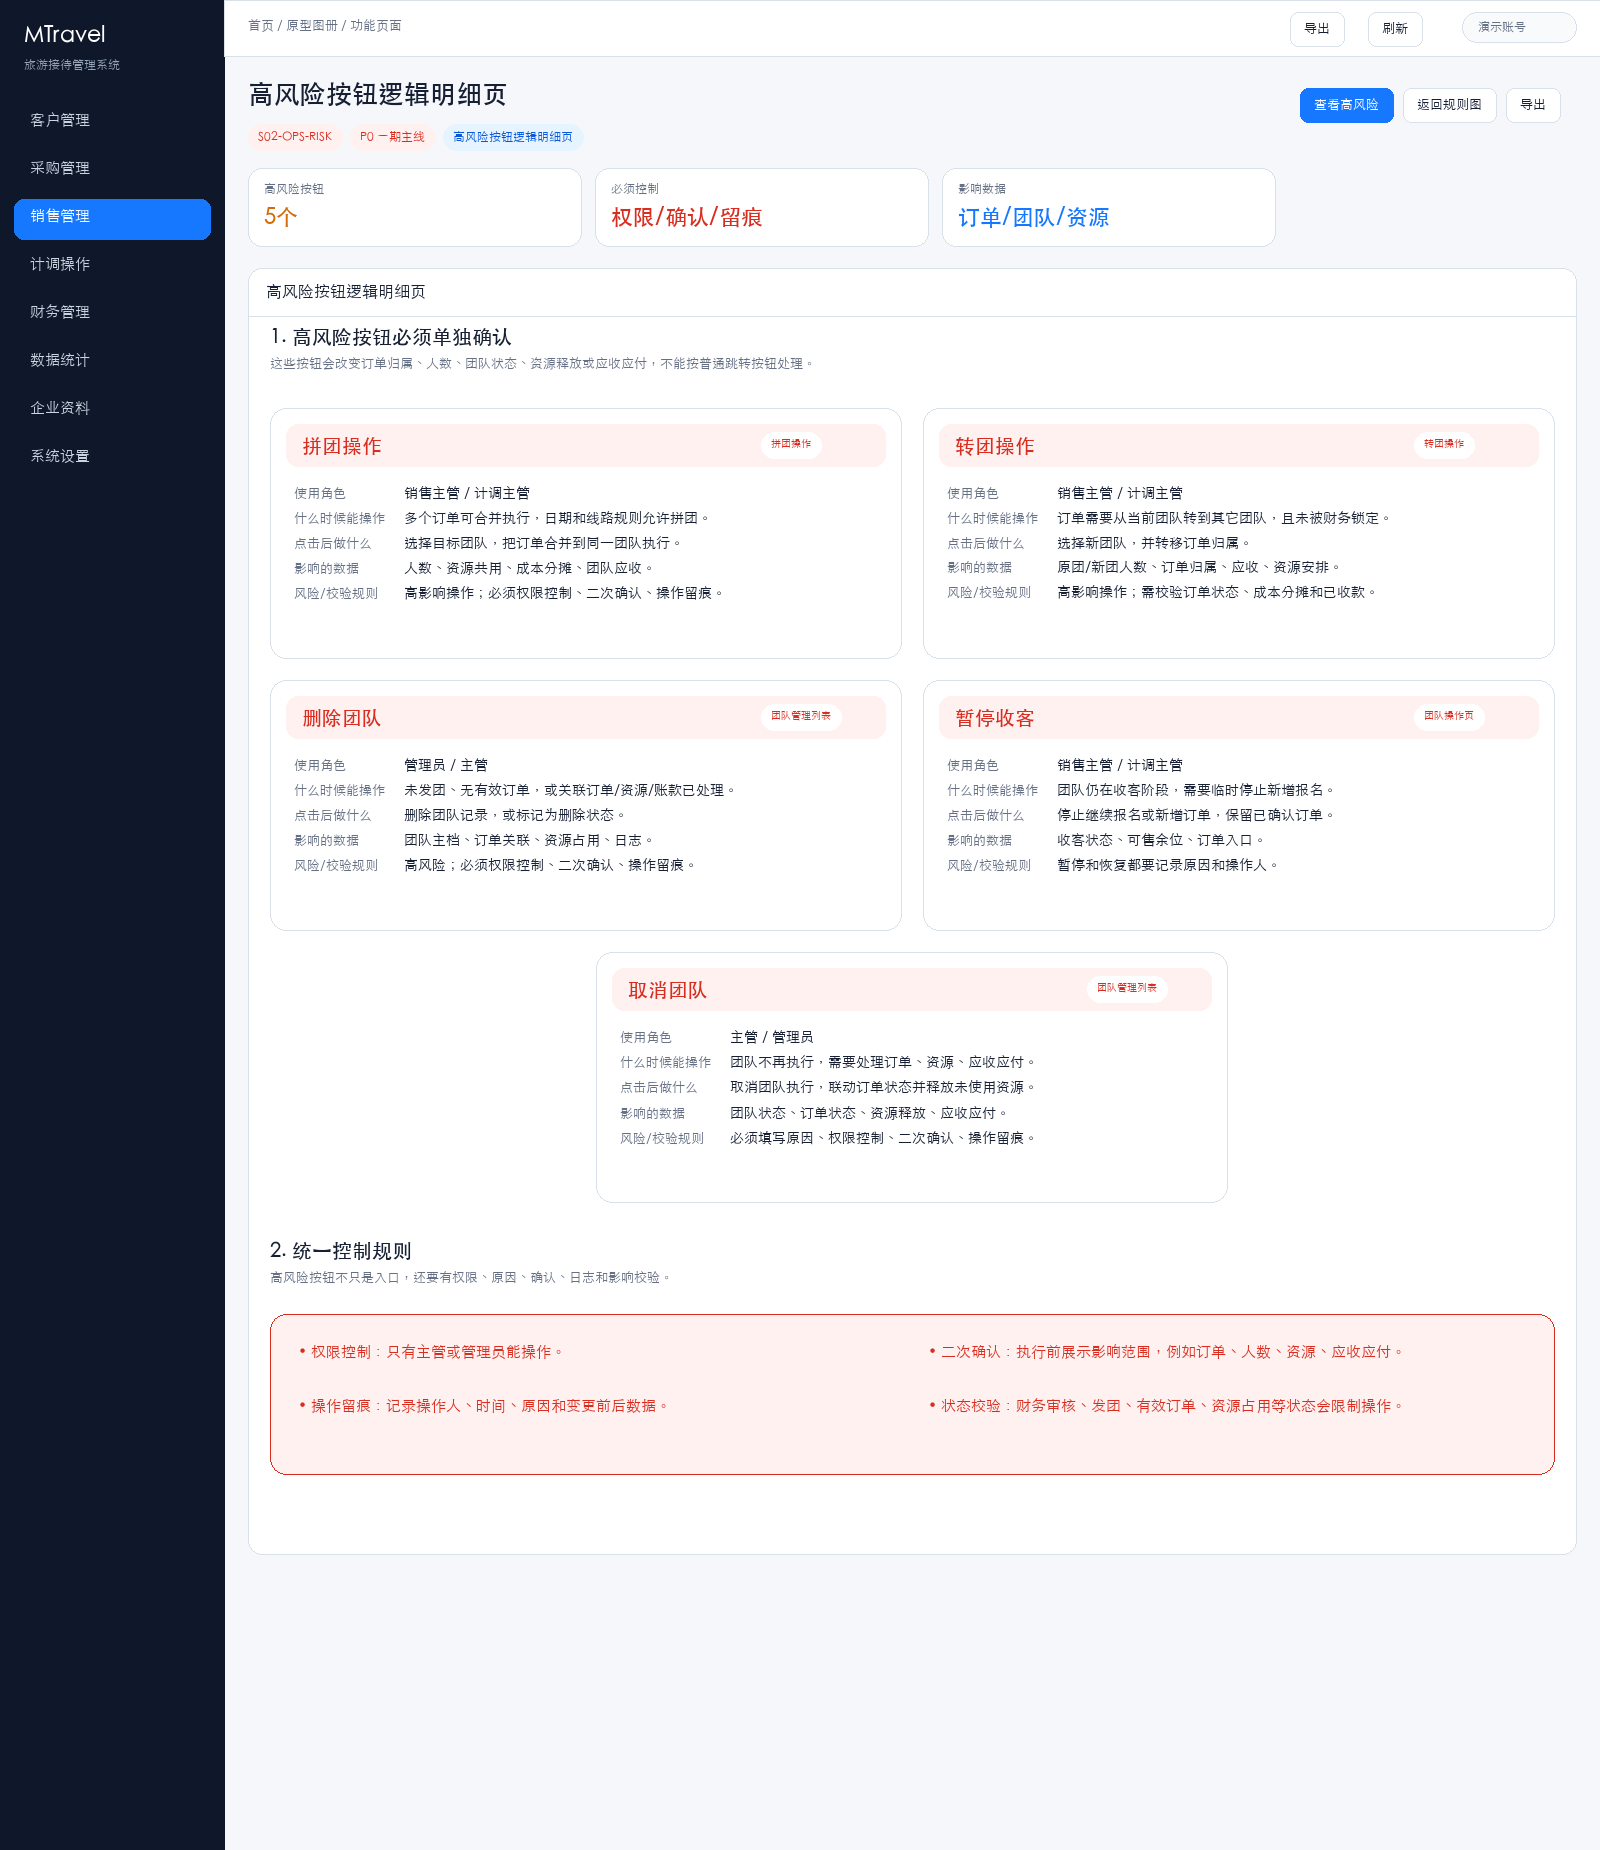 MTravel
旅游接待管理系统
客户管理
采购管理
销售管理
计调操作
财务管理
数据统计
企业资料
系统设置
首页 / 原型图册 / 功能页面
导出
刷新
演示账号
高风险按钮逻辑明细页
查看高风险
返回规则图
导出
S02-OPS-RISK
P0 一期主线
高风险按钮逻辑明细页
高风险按钮
5个
必须控制
权限/确认/留痕
影响数据
订单/团队/资源
高风险按钮逻辑明细页
1. 高风险按钮必须单独确认
这些按钮会改变订单归属、人数、团队状态、资源释放或应收应付，不能按普通跳转按钮处理。
拼团操作
拼团操作
使用角色 销售主管 / 计调主管
什么时候能操作 多个订单可合并执行，日期和线路规则允许拼团。
点击后做什么 选择目标团队，把订单合并到同一团队执行。
影响的数据 人数、资源共用、成本分摊、团队应收。
风险/校验规则 高影响操作；必须权限控制、二次确认、操作留痕。
转团操作
转团操作
使用角色 销售主管 / 计调主管
什么时候能操作 订单需要从当前团队转到其它团队，且未被财务锁定。
点击后做什么 选择新团队，并转移订单归属。
影响的数据 原团/新团人数、订单归属、应收、资源安排。
风险/校验规则 高影响操作；需校验订单状态、成本分摊和已收款。
删除团队
团队管理列表
使用角色 管理员 / 主管
什么时候能操作 未发团、无有效订单，或关联订单/资源/账款已处理。
点击后做什么 删除团队记录，或标记为删除状态。
影响的数据 团队主档、订单关联、资源占用、日志。
风险/校验规则 高风险；必须权限控制、二次确认、操作留痕。
暂停收客
团队操作页
使用角色 销售主管 / 计调主管
什么时候能操作 团队仍在收客阶段，需要临时停止新增报名。
点击后做什么 停止继续报名或新增订单，保留已确认订单。
影响的数据 收客状态、可售余位、订单入口。
风险/校验规则 暂停和恢复都要记录原因和操作人。
取消团队
团队管理列表
使用角色 主管 / 管理员
什么时候能操作 团队不再执行，需要处理订单、资源、应收应付。
点击后做什么 取消团队执行，联动订单状态并释放未使用资源。
影响的数据 团队状态、订单状态、资源释放、应收应付。
风险/校验规则 必须填写原因、权限控制、二次确认、操作留痕。
2. 统一控制规则
高风险按钮不只是入口，还要有权限、原因、确认、日志和影响校验。
• 权限控制：只有主管或管理员能操作。
• 二次确认：执行前展示影响范围，例如订单、人数、资源、应收应付。
• 操作留痕：记录操作人、时间、原因和变更前后数据。
• 状态校验：财务审核、发团、有效订单、资源占用等状态会限制操作。